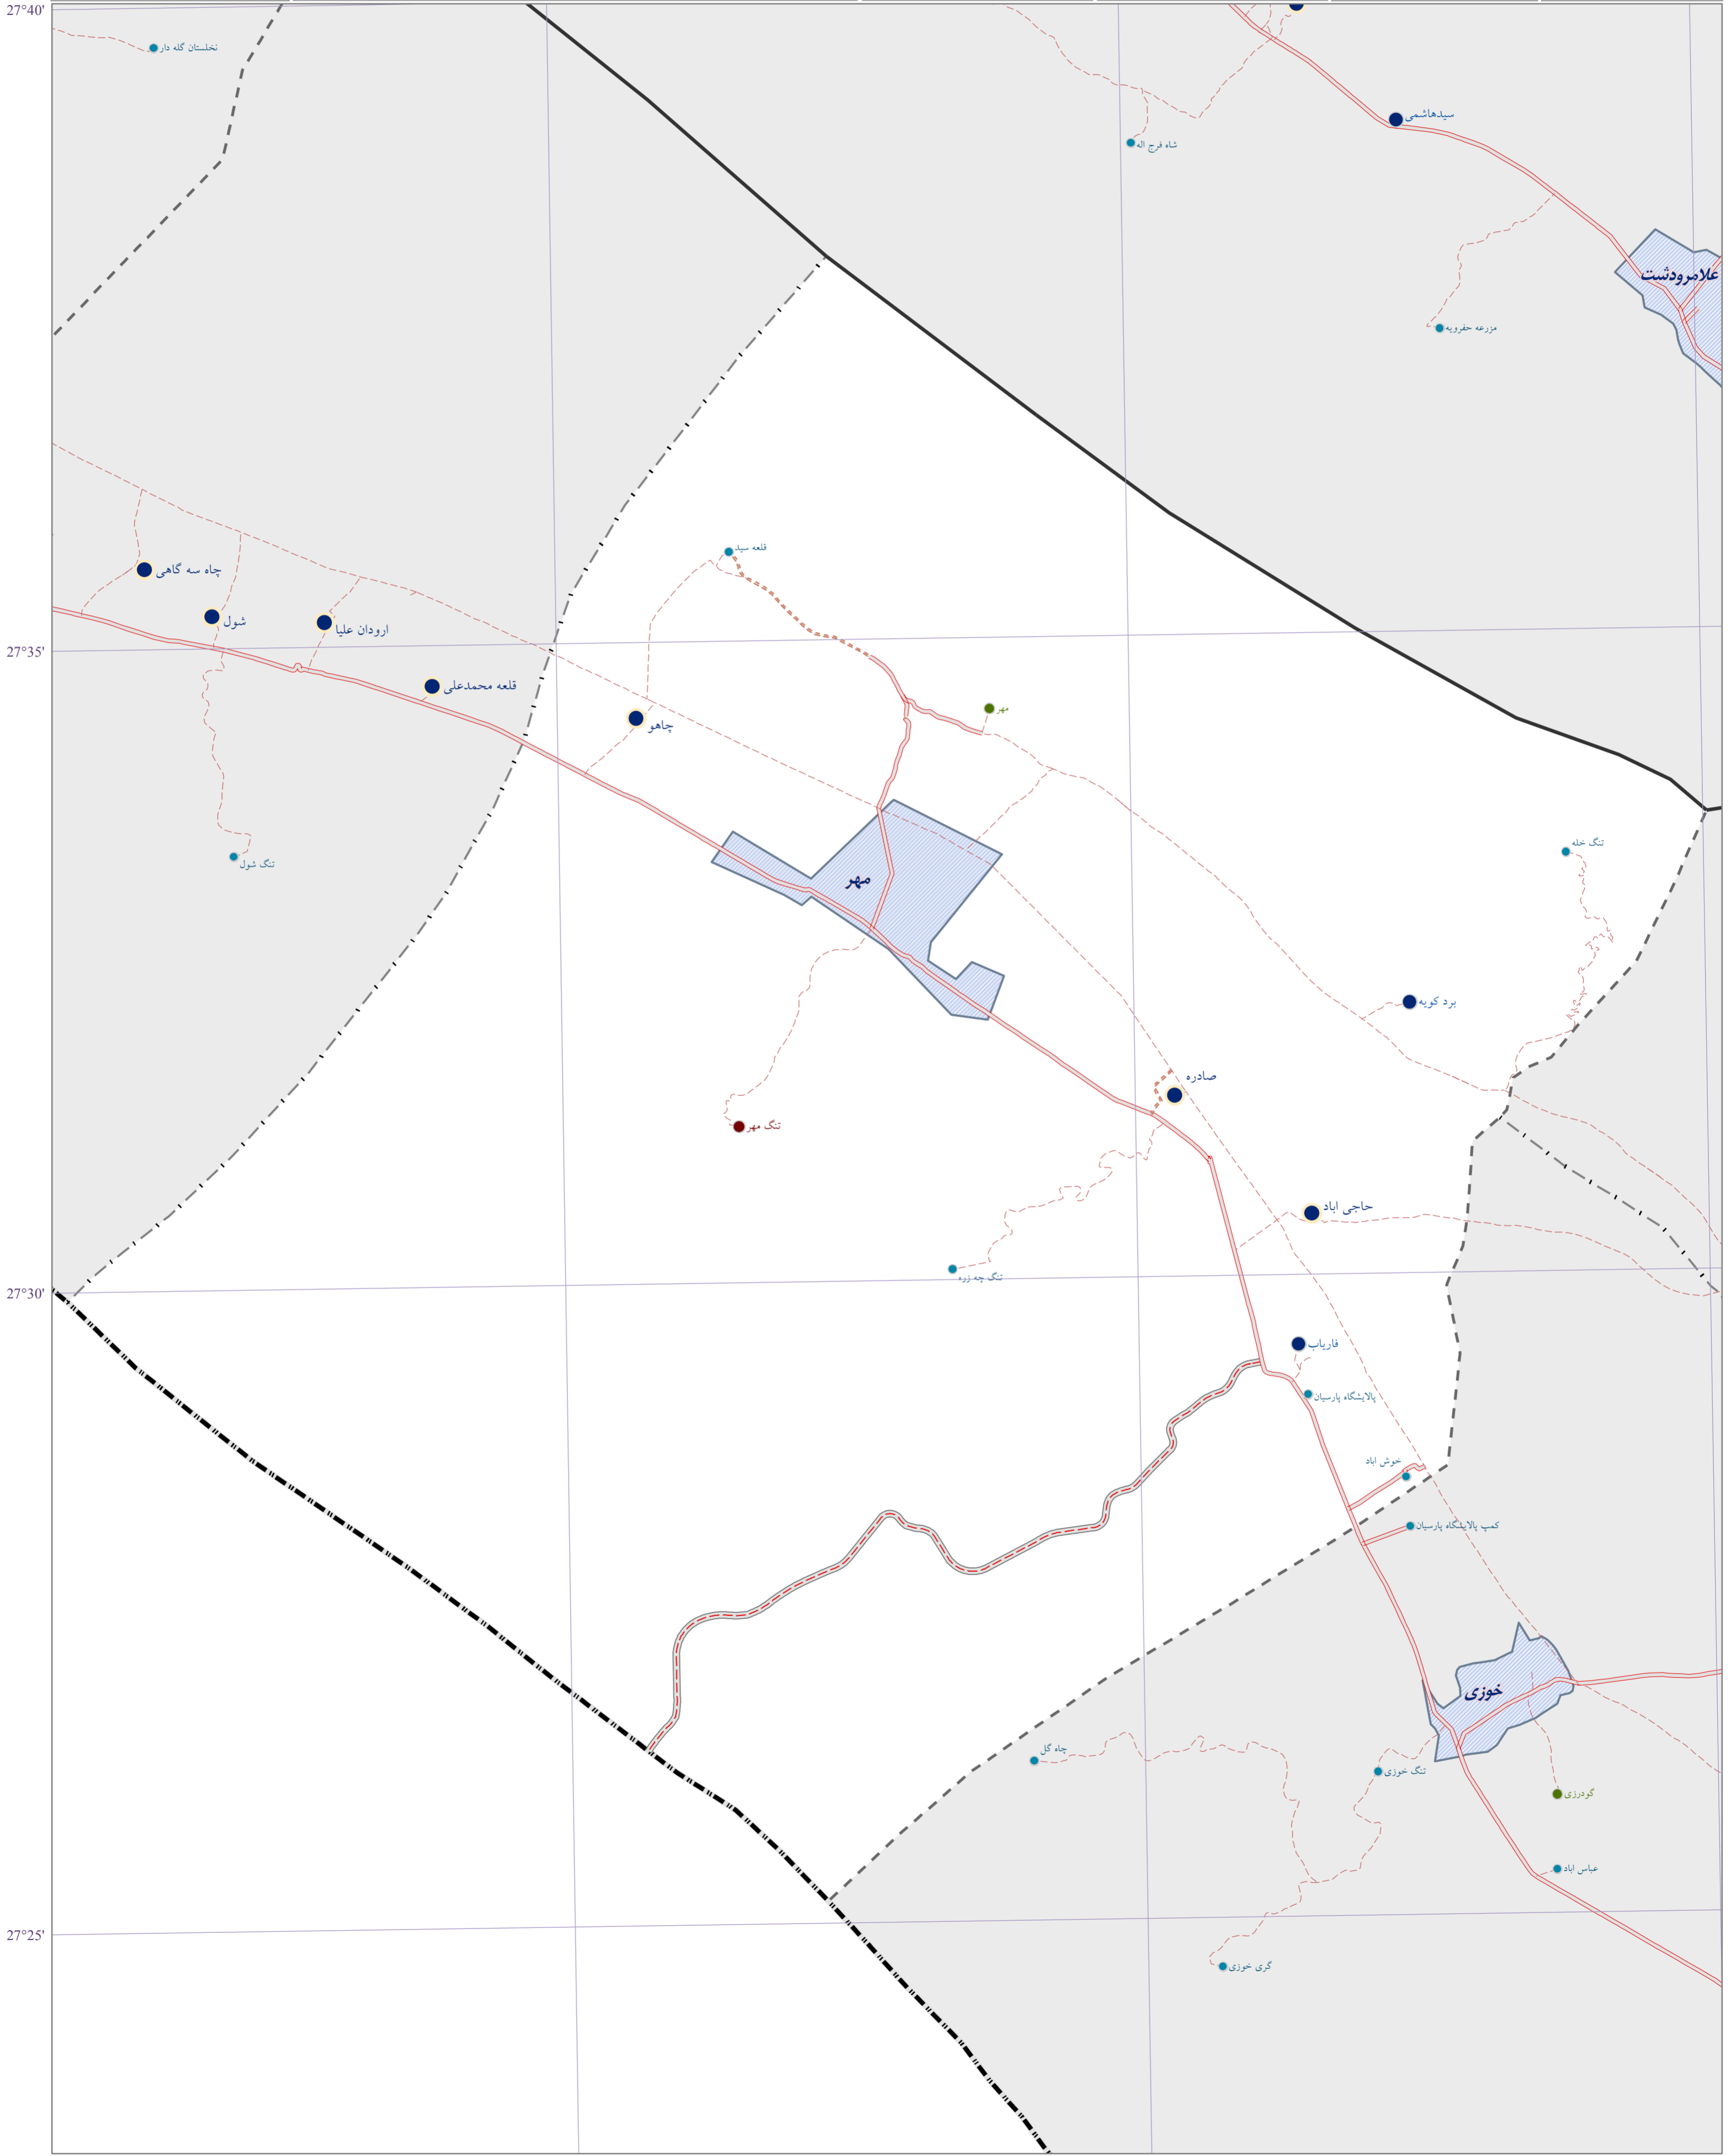 27°40'
نخلستان گله دار
سیدهاشمی
شاه فرج اله
علامرودشت
مزرعه حفرویه
قلعه سید
چاه سه گاهی
شول
ارودان علیا
27°35'
قلعه محمدعلی
مهر
چاهو
تنگ خله
تنگ شول
مهر
برد کویه
صادره
تنگ مهر
حاجی اباد
تنگ چه زره
27°30'
فاریاب
پالایشگاه پارسیان
خوش اباد
کمپ پالایشگاه پارسیان
خوزی
چاه گل
تنگ خوزی
گودرزی
عباس اباد
27°25'
گری خوزی